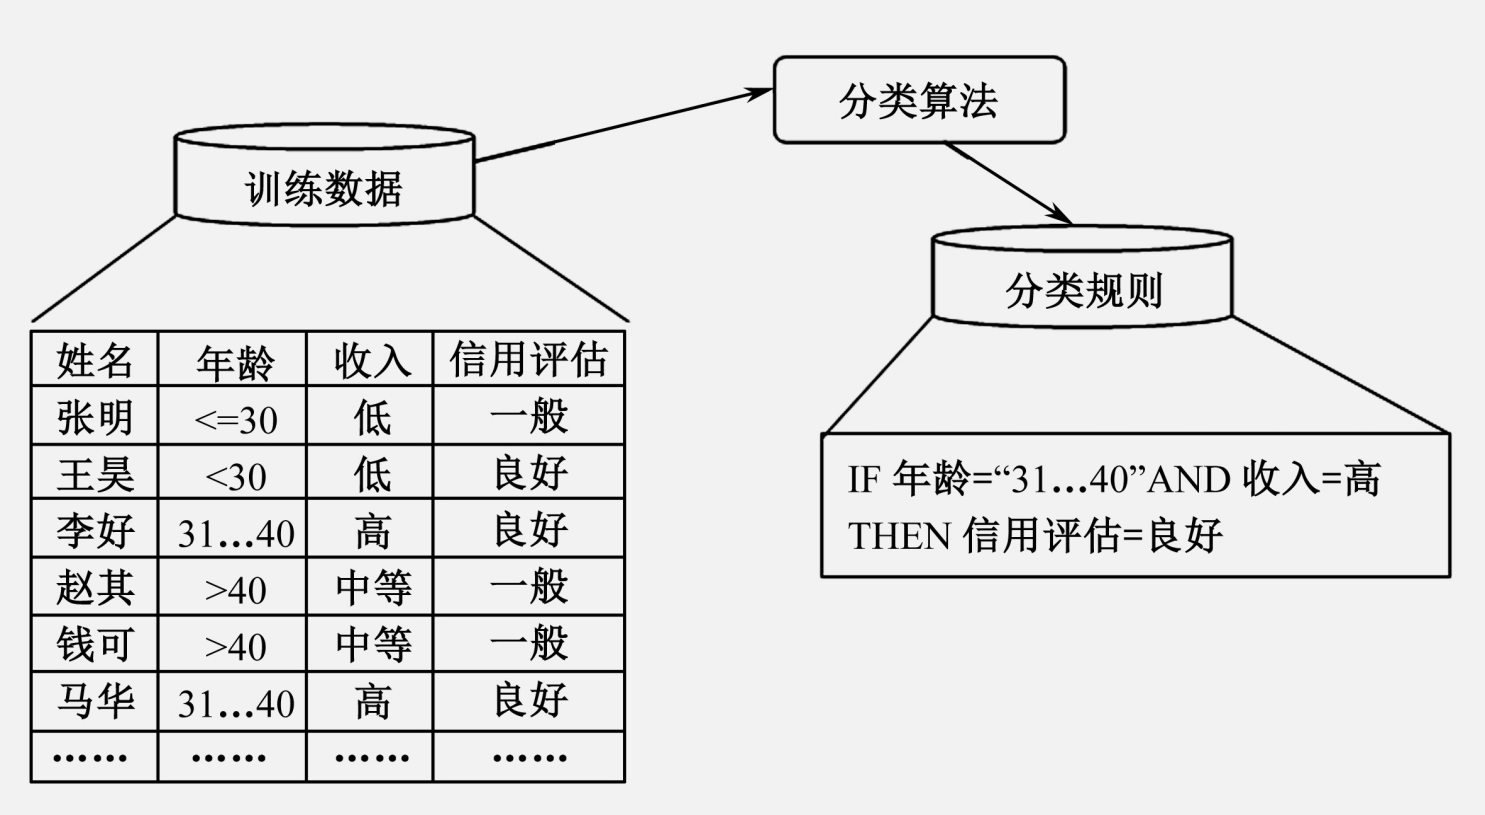 分类算法
训练数据
分类规则
姓名 年龄 收入 信用评估
张明 <=30 低 一般
王昊 <30 低 良好
李好 31...40 高 良好
赵其 >40 中等 一般
钱可 >40 中等 一般
马华 31...40 高 良好
…… …… …… ……
IF 年龄=“31...40”AND 收入=高
THEN 信用评估=良好